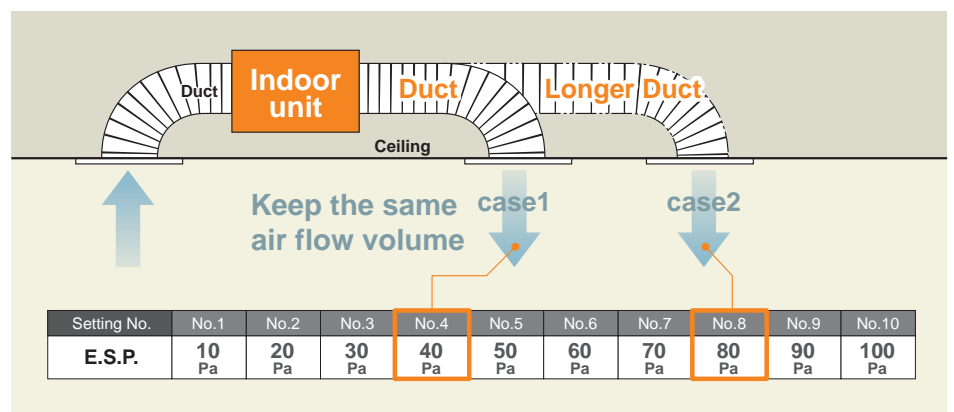 Duct
Indoor
unit
Duct
Longer Duct
Ceiling
Keep the same
air flow volume
case1
case2
Setting No. No.1 No.2 No.3 No.4 No.5 No.6 No.7 No.8 No.9 No.10
E.S.P. 10 20 30 40 50 60 70 80 90 100
Pa Pa Pa Pa Pa Pa Pa Pa Pa Pa